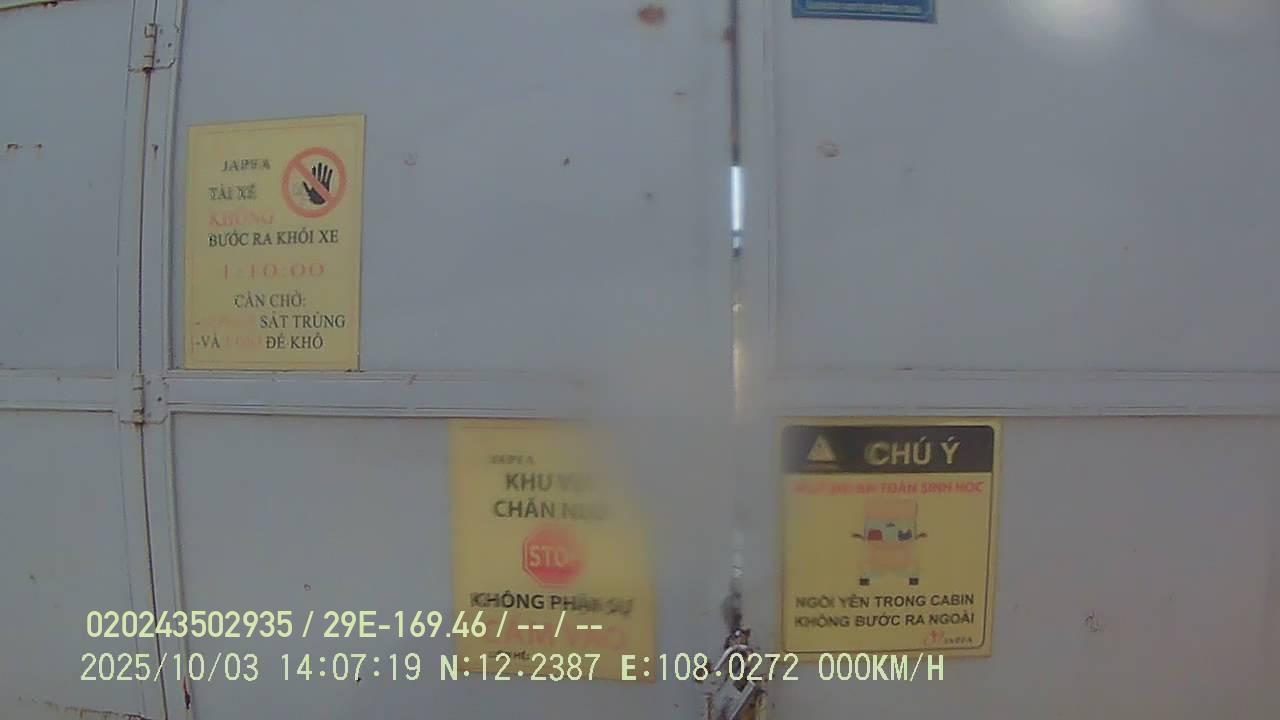 JAPFA
TÀI XẾ
KHÔNG
BƯỚC RA KHỎI XE
CẦN CHỜ:
SÁT TRÙNG
-VÀ ĐỂ KHÔ
JAPFA
KHU
CHĂN
STOP
KHÔNG PHẬN SỰ
CẤM VÀO
CHÚ Ý
AN TOÀN SINH HỌC
NGỒI YÊN TRONG CABIN
KHÔNG BƯỚC RA NGOÀI
JAPFA
020243502935 / 29E-169.46 / -- / --
2025/10/03 14:07:19 N:12.2387 E:108.0272 000KM/H